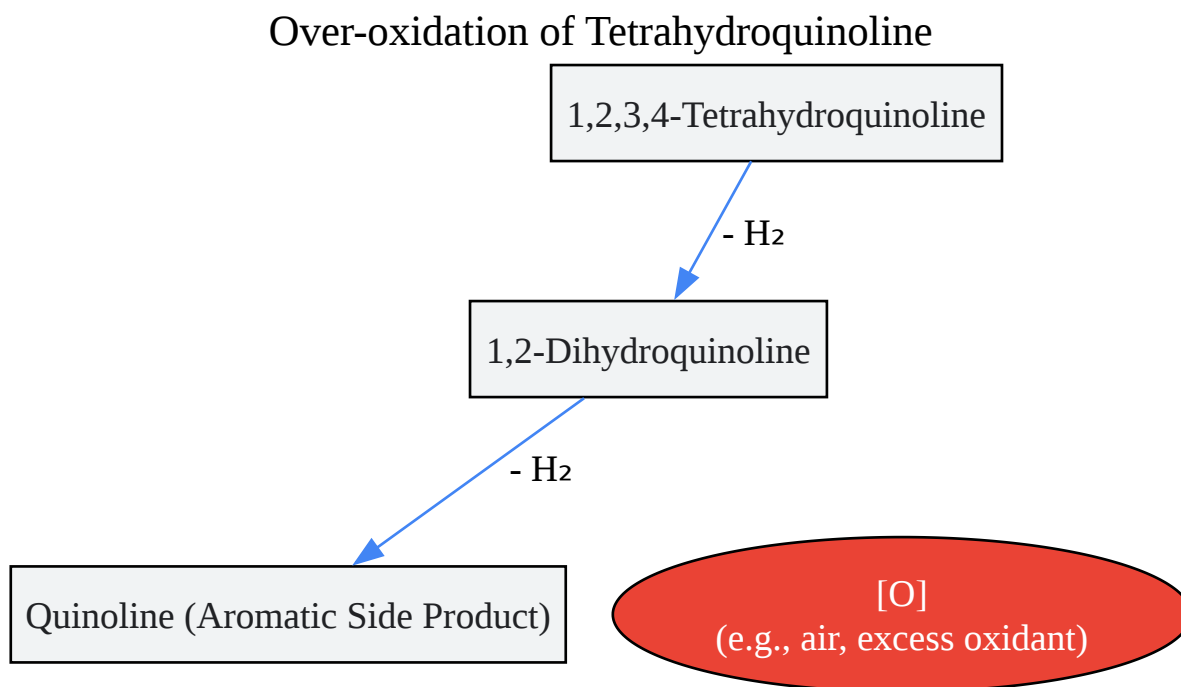 Over-oxidation of Tetrahydroquinoline
1,2,3,4-Tetrahydroquinoline
- H₂
1,2-Dihydroquinoline
- H₂
Quinoline (Aromatic Side Product)
[O]
(e.g., air, excess oxidant)